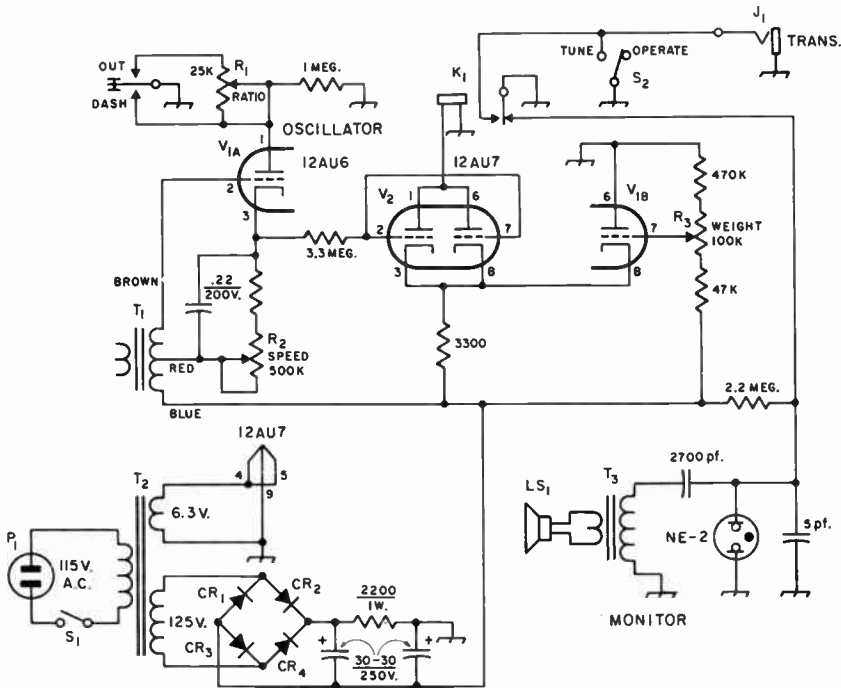 J1
TRANS.
TUNE
OPERATE
S2
OUT
DASH
25K
R1
RATIO
1 MEG.
K1
OSCILLATOR
V1A
12AU6
12AU7
1
2
3
V2
1
6
2
7
3
8
V1B
6
7
8
470K
R3
WEIGHT
100K
47K
3.3 MEG.
BROWN
.22
200V.
T1
RED
R2
SPEED
500K
BLUE
3300
2.2 MEG.
12AU7
4
5
9
T2
6.3V.
P1
115V.
A.C.
S1
125V.
CR1
CR2
CR3
CR4
2200
1W.
+
+
30-30
250V.
2700 pf.
LS1
T3
NE-2
5 pf.
MONITOR